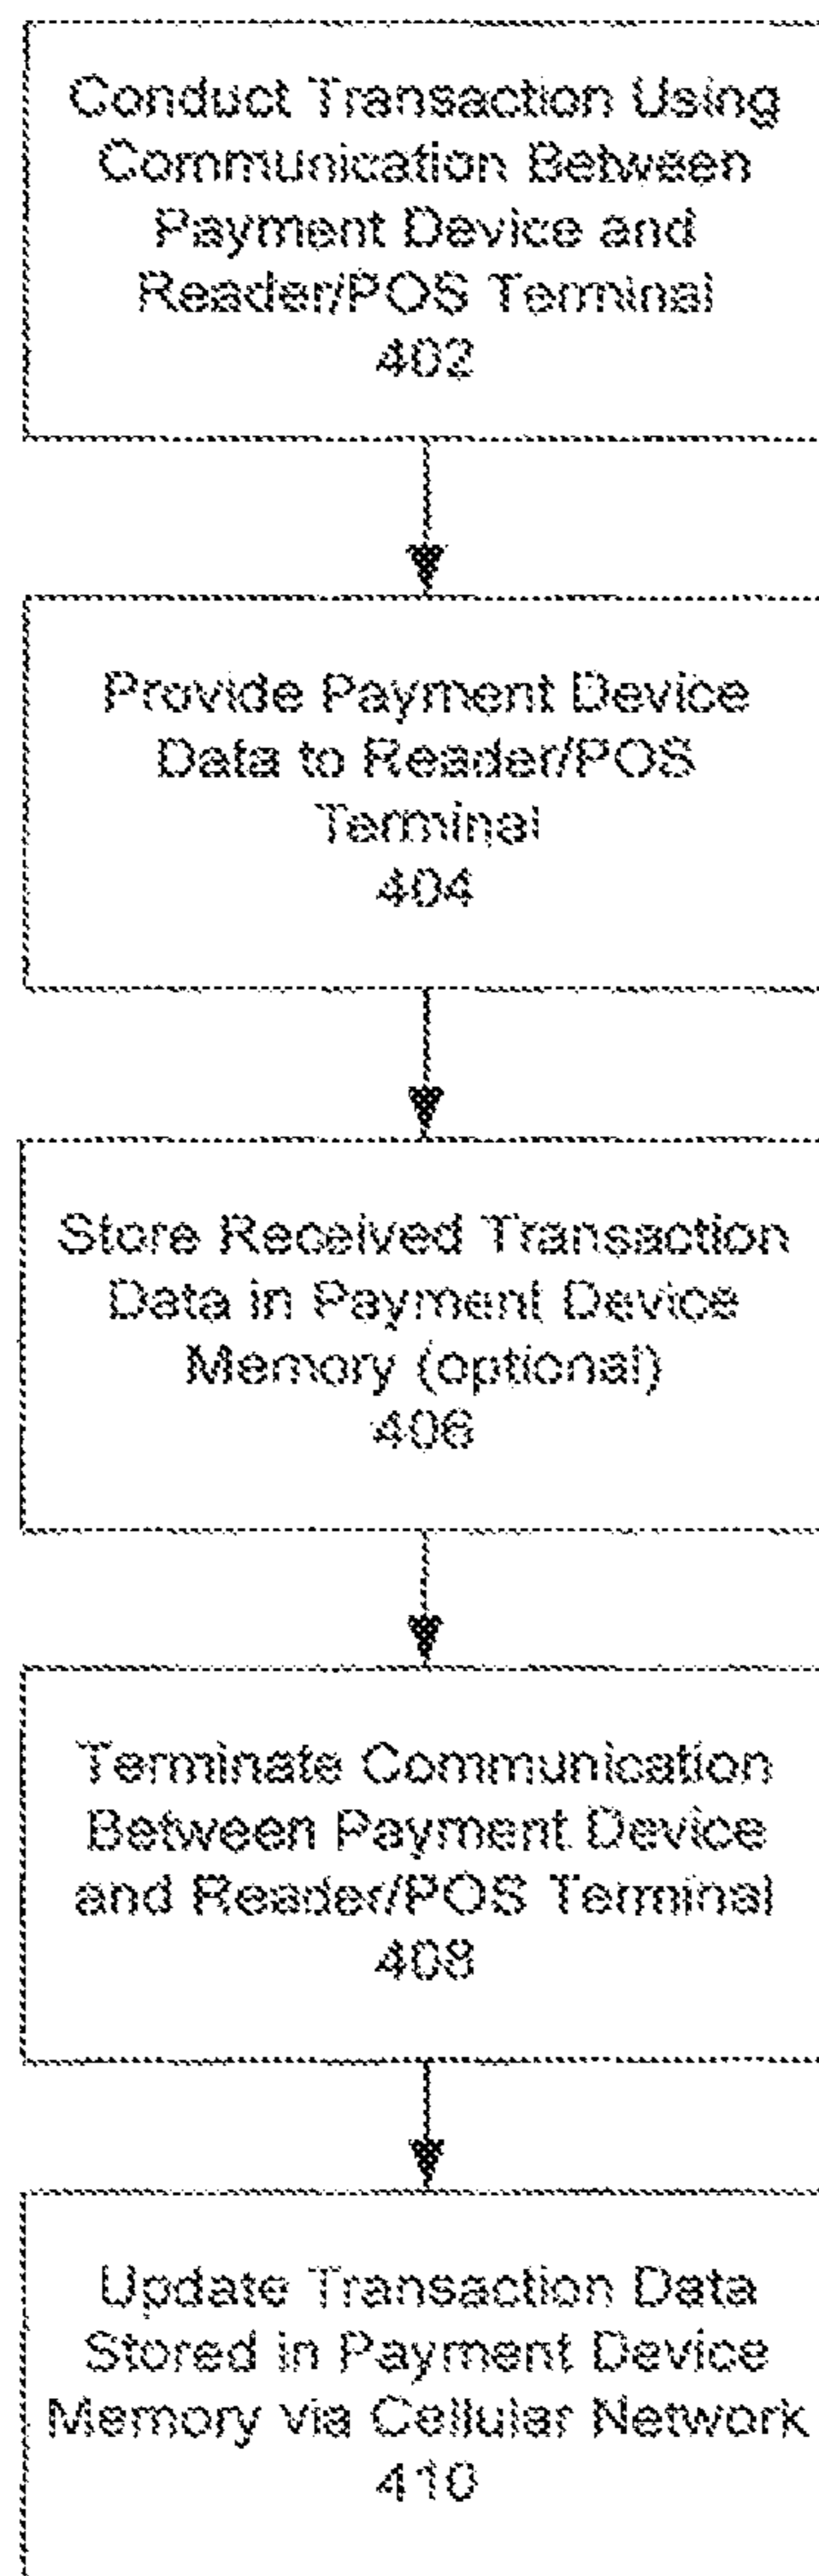 Conduct Transaction Using
Communication Between
Payment Device and
Reader/POS Terminal
402
Provide Payment Device
Data to Reader/POS
Terminal
404
Store Received Transaction
Data in Payment Device
Memory (optional)
406
Terminate Communication
Between Payment Device
and Reader/POS Terminal
408
Update Transaction Data
Stored in Payment Device
Memory via Cellular Network
410